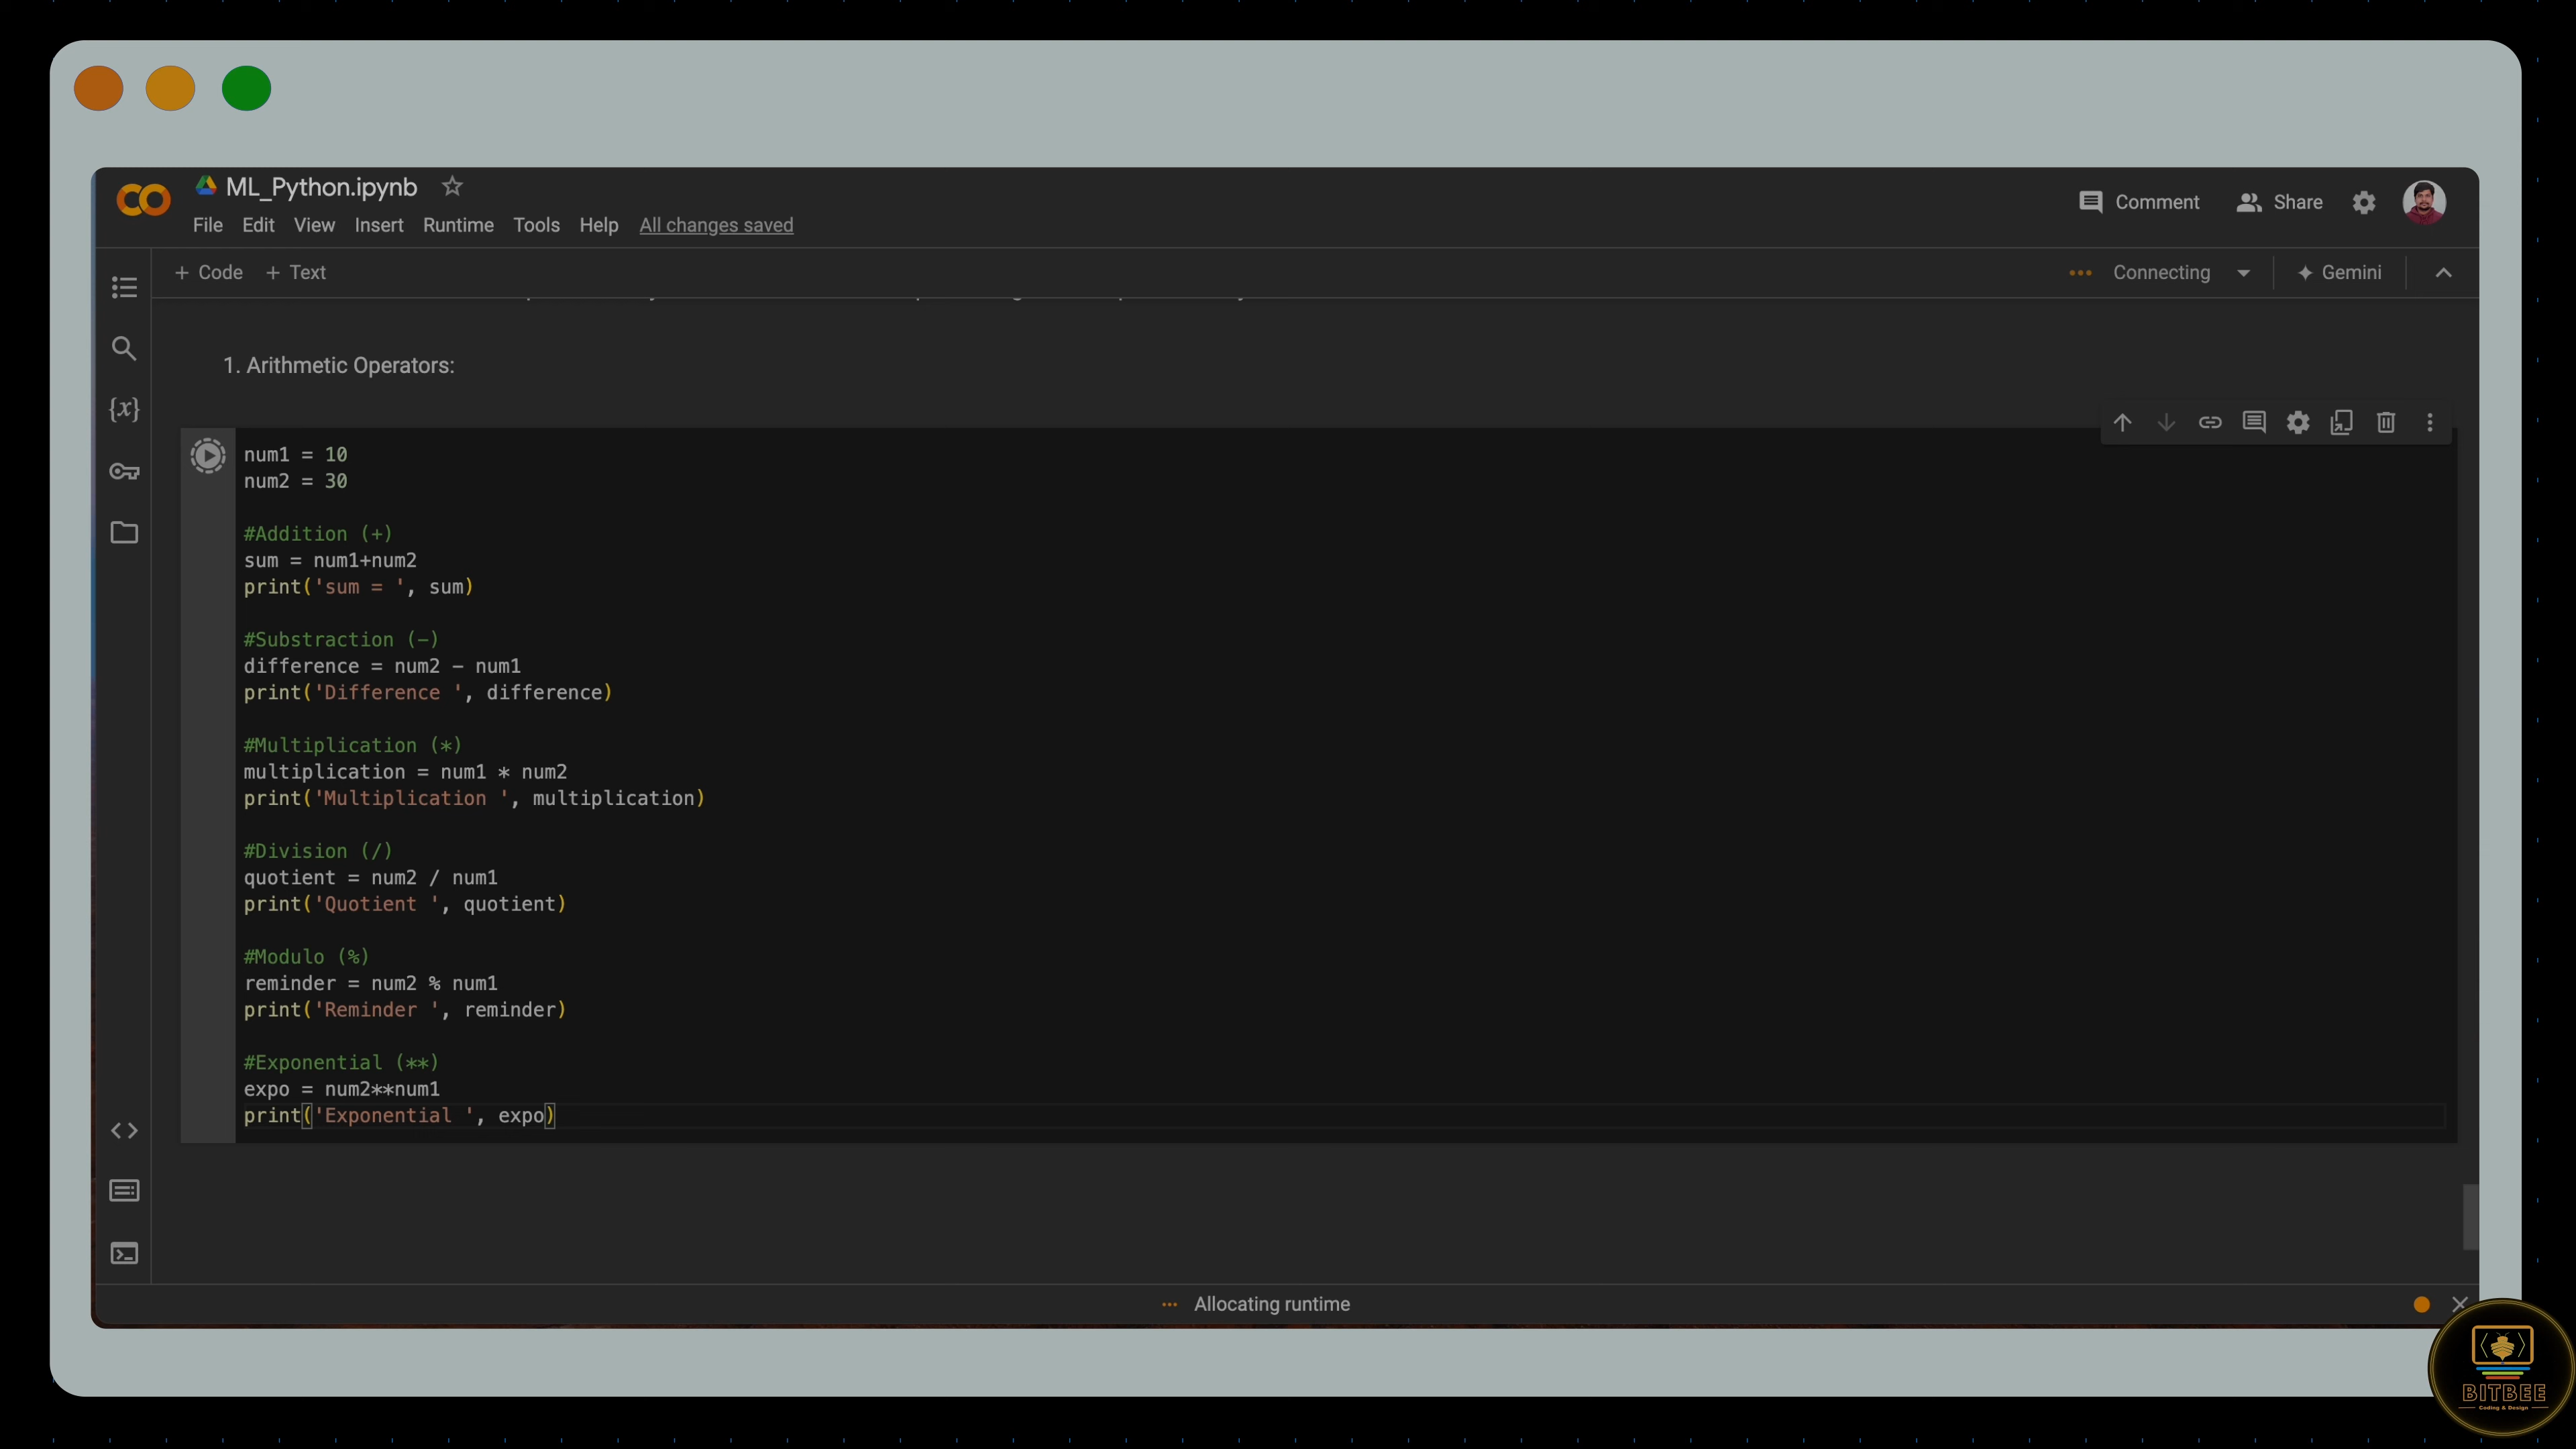 ML_Python.ipynb
File Edit View Insert Runtime Tools Help All changes saved
Comment Share
+ Code + Text
Connecting Gemini
1. Arithmetic Operators:
num1 = 10
num2 = 30
#Addition (+)
sum = num1+num2
print('sum = ', sum)
#Substraction (-)
difference = num2 - num1
print('Difference ', difference)
#Multiplication (*)
multiplication = num1 * num2
print('Multiplication ', multiplication)
#Division (/)
quotient = num2 / num1
print('Quotient ', quotient)
#Modulo (%)
reminder = num2 % num1
print('Reminder ', reminder)
#Exponential (**)
expo = num2**num1
print('Exponential ', expo)
Allocating runtime
BITBEE
Coding & Design